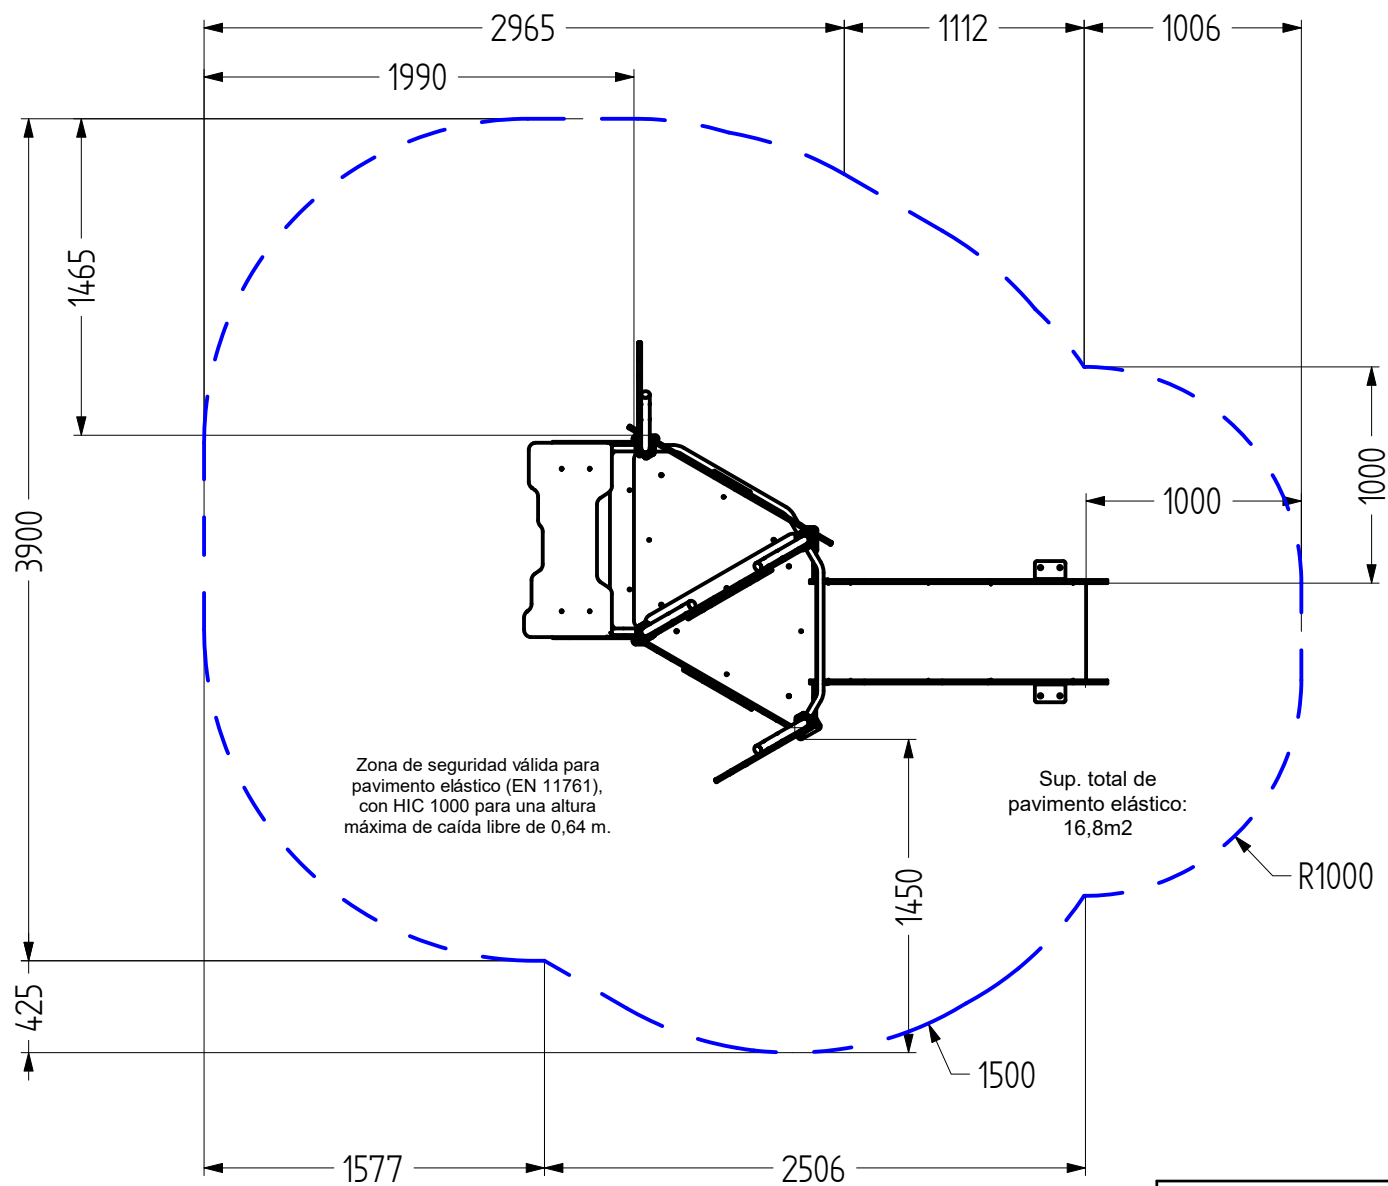 2965
1112
1006
1990
1465
3900
1000
1000
Zona de seguridad válida para
pavimento elástico (EN 11761),
con HIC 1000 para una altura
máxima de caída libre de 0,64 m.
Sup. total de
pavimento elástico:
16,8m2
R1000
1450
425
1500
1577
2506